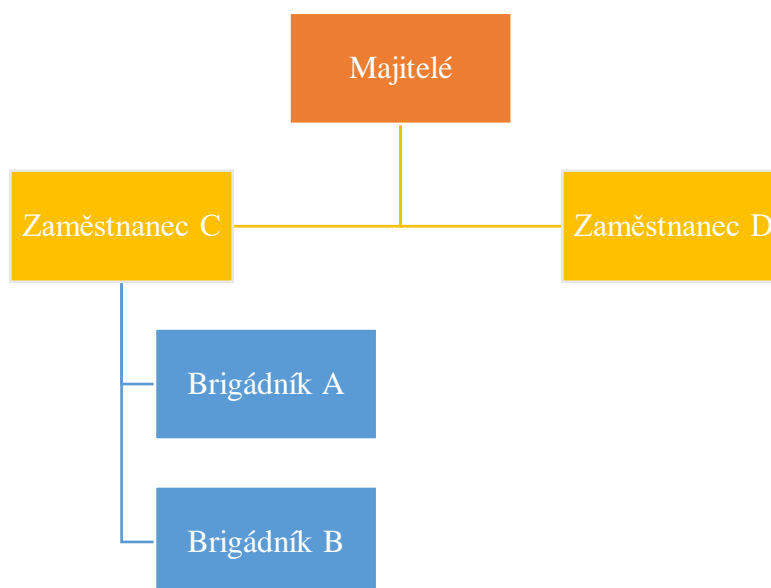 Majitelé
Zaměstnanec C
Zaměstnanec D
Brigádník A
Brigádník B